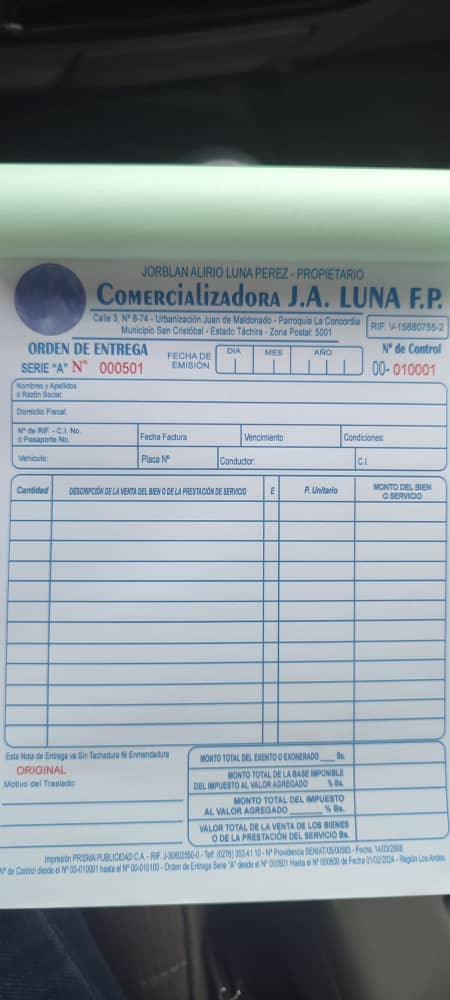 JORBLAN ALIRIO LUNA PEREZ - PROPIETARIO
COMERCIALIZADORA J.A. LUNA F.P.
Calle 3, Nº 8-74 - Urbanización Juan de Maldonado - Parroquia La Concordia
Municipio San Cristóbal - Estado Táchira - Zona Postal: 5001
RIF. V-15880755-2
ORDEN DE ENTREGA
SERIE "A" Nº 000501
FECHA DE EMISIÓN
DIA MES AÑO
Nº de Control
00- 010001
Nombres y Apellidos
ó Razón Social:
Domicilio Fiscal:
Nº de RIF. - C.I. No.
ó Pasaporte No.
Fecha Factura
Vencimiento
Condiciones:
Vehículo:
Placa Nº
Conductor:
C.I.
Cantidad
DESCRIPCIÓN DE LA VENTA DEL BIEN O DE LA PRESTACIÓN DE SERVICIO
E
P. Unitario
MONTO DEL BIEN
O SERVICIO
Esta Nota de Entrega va Sin Tachadura Ni Enmendadura
ORIGINAL
Motivo del Traslado:
MONTO TOTAL DEL EXENTO O EXONERADO ____ Bs.
MONTO TOTAL DE LA BASE IMPONIBLE
DEL IMPUESTO AL VALOR AGREGADO ____ % Bs.
MONTO TOTAL DEL IMPUESTO
AL VALOR AGREGADO ____ % Bs.
VALOR TOTAL DE LA VENTA DE LOS BIENES
O DE LA PRESTACIÓN DEL SERVICIO Bs.
Impresión PRISMA PUBLICIDAD C.A. - RIF. J-30602550-0 - Telf: (0276) 353.41.10 - Nº Providencia SENIAT/05/00583 - Fecha: 14/03/2008
Nº de Control desde el Nº 00-010001 hasta el Nº 00-010100 - Orden de Entrega Serie "A" desde el Nº 000501 Hasta el Nº 000600 de Fecha 01/02/2024 - Región Los Andes